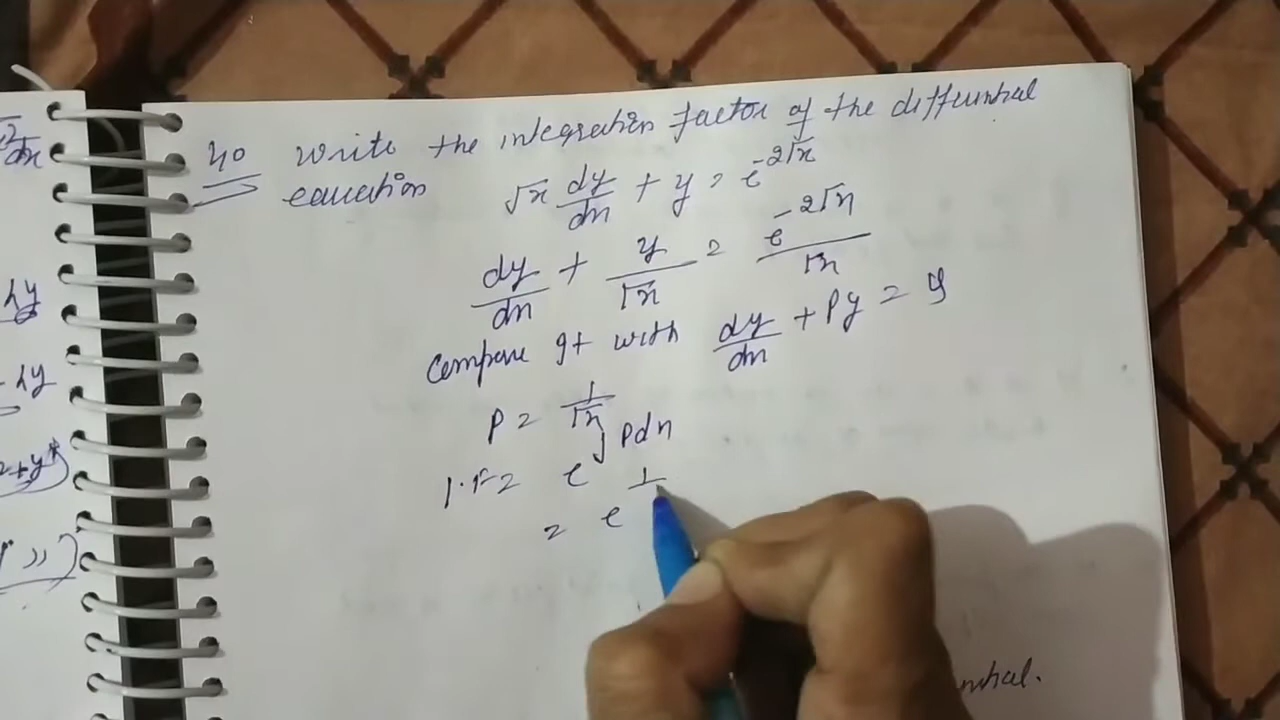 40 Write the integration factor of the differential
equation √x dy/dx + y = e^-2√x
dy/dx + y/√x = e^-2√x/√x
Compare it with dy/dx + Py = Q
P = 1/√x
I.F = e^∫Pdx
= e^1